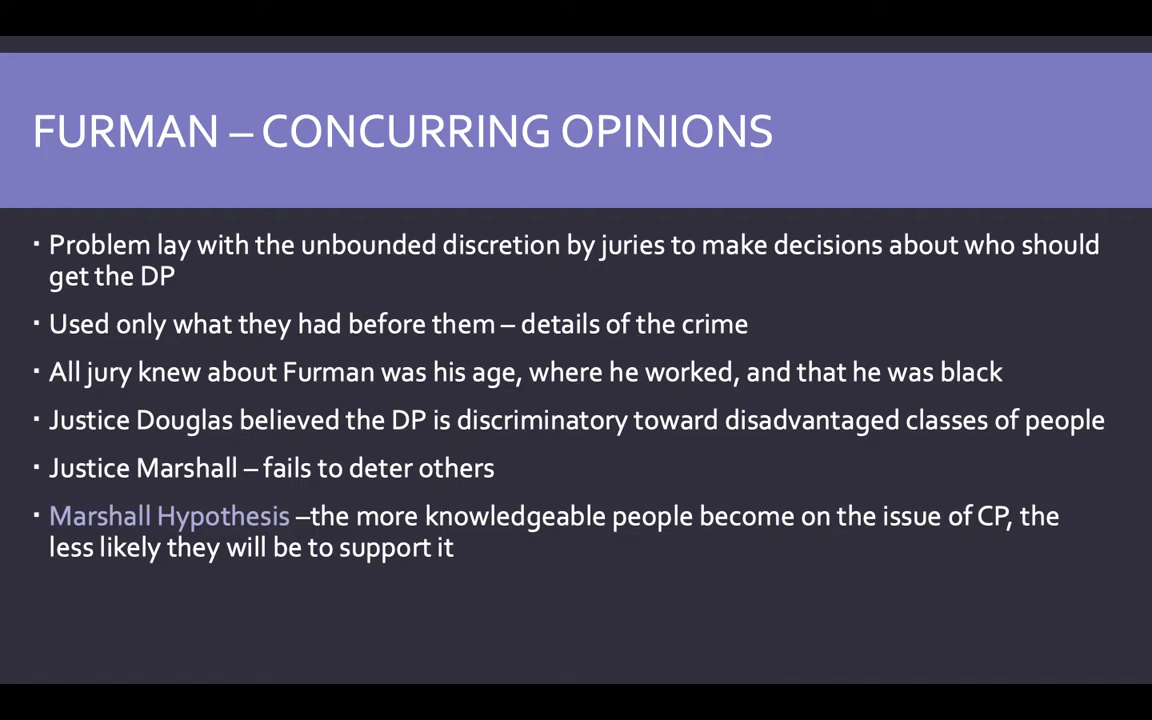 FURMAN – CONCURRING OPINIONS
▪ Problem lay with the unbounded discretion by juries to make decisions about who should
get the DP
▪ Used only what they had before them – details of the crime
▪ All jury knew about Furman was his age, where he worked, and that he was black
▪ Justice Douglas believed the DP is discriminatory toward disadvantaged classes of people
▪ Justice Marshall – fails to deter others
▪ Marshall Hypothesis –the more knowledgeable people become on the issue of CP, the
less likely they will be to support it